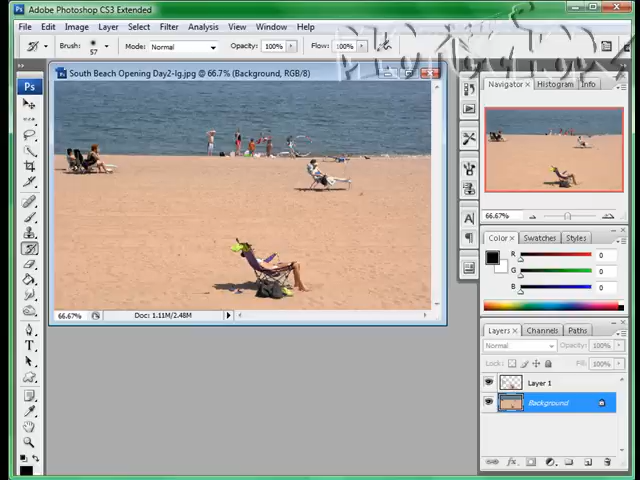 Adobe Photoshop CS3 Extended
File Edit Image Layer Select Filter Analysis View Window Help
Brush: 57 Mode: Normal Opacity: 100% Flow: 100%
Ps
South Beach Opening Day2-lg.jpg @ 66.7% (Background, RGB/8)
Navigator Histogram Info
66.67%
Color Swatches Styles
R 0
G 0
B 0
66.67% Doc: 1.11M/2.48M
Layers Channels Paths
Normal Opacity: 100%
Lock: Fill: 100%
Layer 1
Background